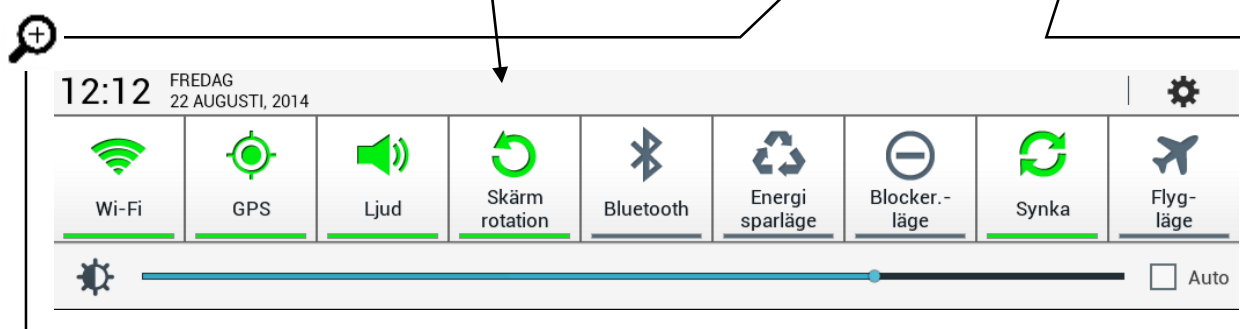 12:12
FREDAG
22 AUGUSTI, 2014
Wi-Fi
GPS
Ljud
Skärm
rotation
Bluetooth
Energi
sparläge
Blocker.-
läge
Synka
Flyg-
läge
Auto